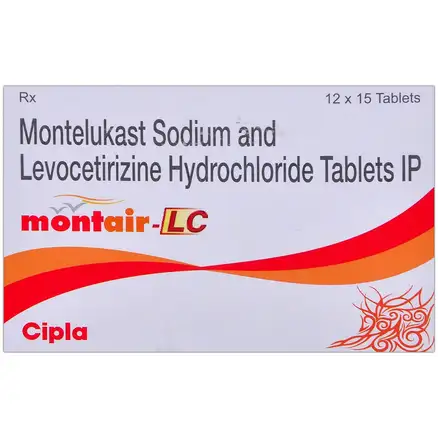 Rx 12 x 15 Tablets
Montelukast Sodium and
Levocetirizine Hydrochloride Tablets IP
montair-LC
Cipla